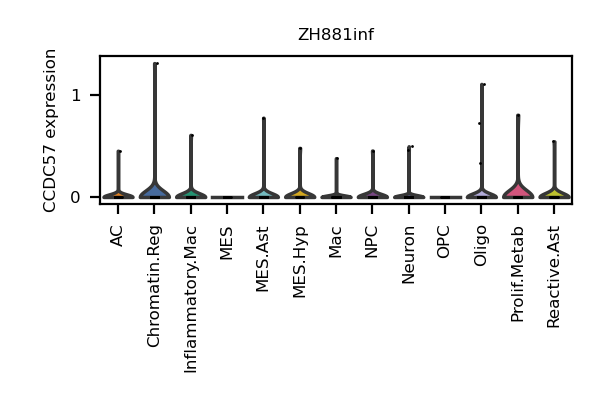 ZH881inf
CCDC57 expression
1
0
AC
Chromatin.Reg
Inflammatory.Mac
MES
MES.Ast
MES.Hyp
Mac
NPC
Neuron
OPC
Oligo
Prolif.Metab
Reactive.Ast